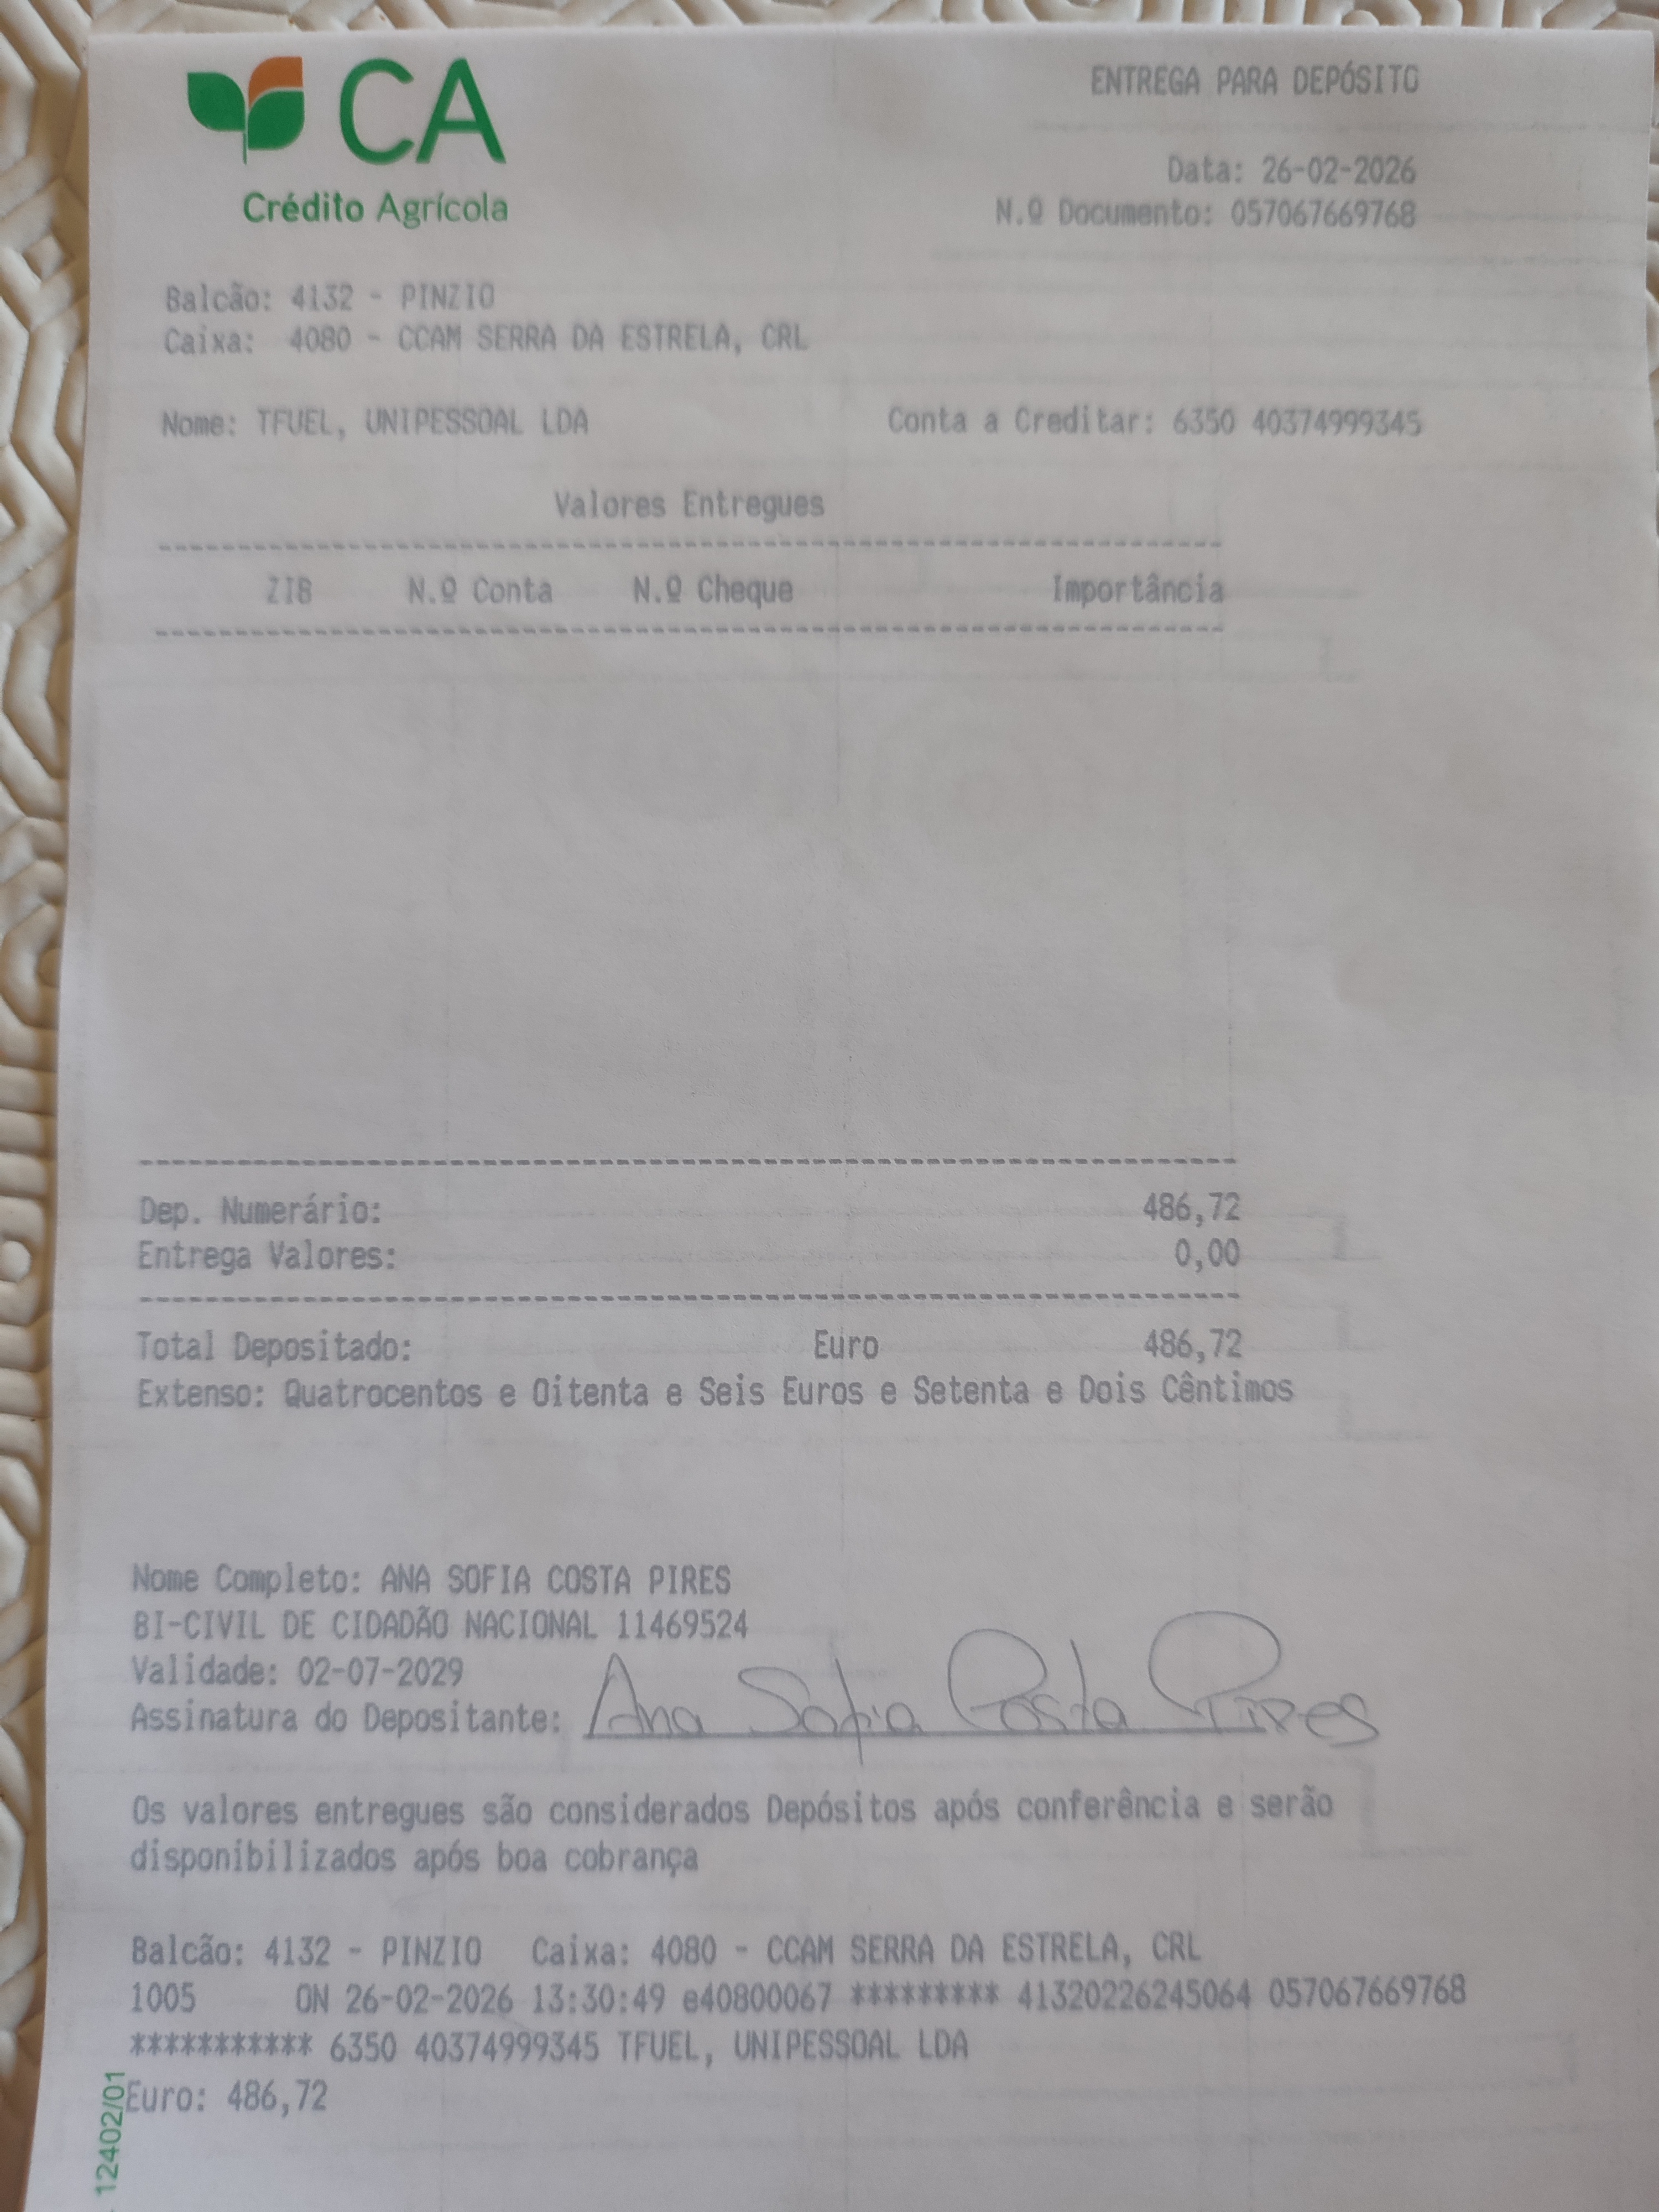 CA
Crédito Agrícola
ENTREGA PARA DEPÓSITO
Data: 26-02-2026
N.º Documento: 057067669768
Balcão: 4132 - PINZIO
Caixa: 4080 - CCAM SERRA DA ESTRELA, CRL
Nome: TFUEL, UNIPESSOAL LDA Conta a Creditar: 6350 40374999345
Valores Entregues
ZIB N.º Conta N.º Cheque Importância
Dep. Numerário: 486,72
Entrega Valores: 0,00
Total Depositado: Euro 486,72
Extenso: Quatrocentos e Oitenta e Seis Euros e Setenta e Dois Cêntimos
Nome Completo: ANA SOFIA COSTA PIRES
BI-CIVIL DE CIDADÃO NACIONAL 11469524
Validade: 02-07-2029
Assinatura do Depositante: Ana Sofia Costa Pires
Os valores entregues são considerados Depósitos após conferência e serão
disponibilizados após boa cobrança
Balcão: 4132 - PINZIO Caixa: 4080 - CCAM SERRA DA ESTRELA, CRL
1005 ON 26-02-2026 13:30:49 e40800067 ********* 41320226245064 057067669768
*********** 6350 40374999345 TFUEL, UNIPESSOAL LDA
Euro: 486,72
12402/01